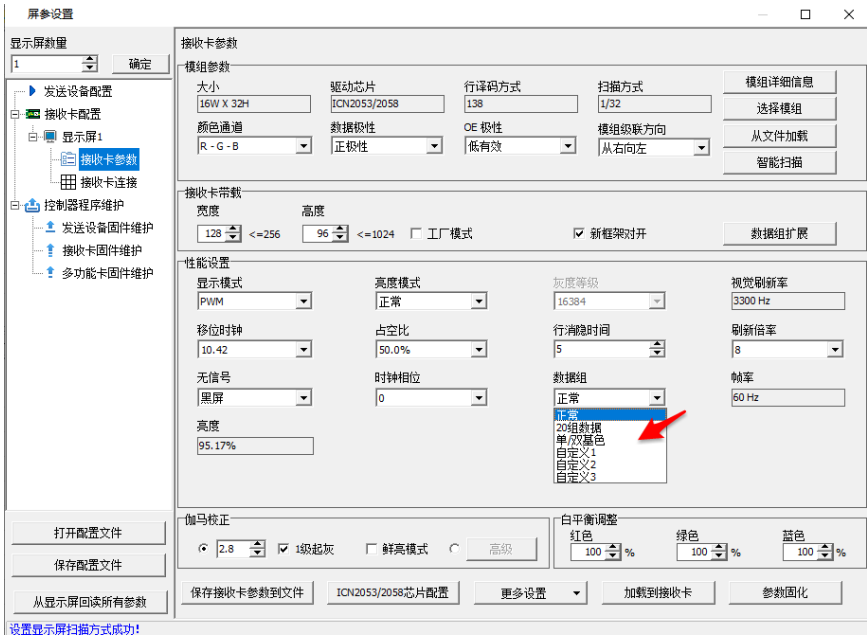 屏参设置
显示屏数量
1
确定
发送设备配置
接收卡配置
显示屏1
接收卡参数
接收卡连接
控制器程序维护
发送设备固件维护
接收卡固件维护
多功能卡固件维护
打开配置文件
保存配置文件
从显示屏回读所有参数
接收卡参数
模组参数
大小 驱动芯片 行译码方式 扫描方式
16W X 32H ICN2053/2058 138 1/32
颜色通道 数据极性 OE 极性 模组级联方向
R - G - B 正极性 低有效 从右向左
模组详细信息
选择模组
从文件加载
智能扫描
接收卡带载
宽度 高度
128 <=256 96 <=1024 工厂模式 新框架对开 数据组扩展
性能设置
显示模式 亮度模式 灰度等级 视觉刷新率
PWM 正常 16384 3300 Hz
移位时钟 占空比 行消隐时间 刷新倍率
10.42 50.0% 5 8
无信号 时钟相位 数据组 帧率
黑屏 0 正常 60 Hz
亮度
95.17%
正常
20组数据
单/双基色
自定义1
自定义2
自定义3
伽马校正
2.8 1级起灰 鲜亮模式 高级
白平衡调整
红色 绿色 蓝色
100 % 100 % 100 %
保存接收卡参数到文件 ICN2053/2058芯片配置 更多设置 加载到接收卡 参数固化
设置显示屏扫描方式成功!